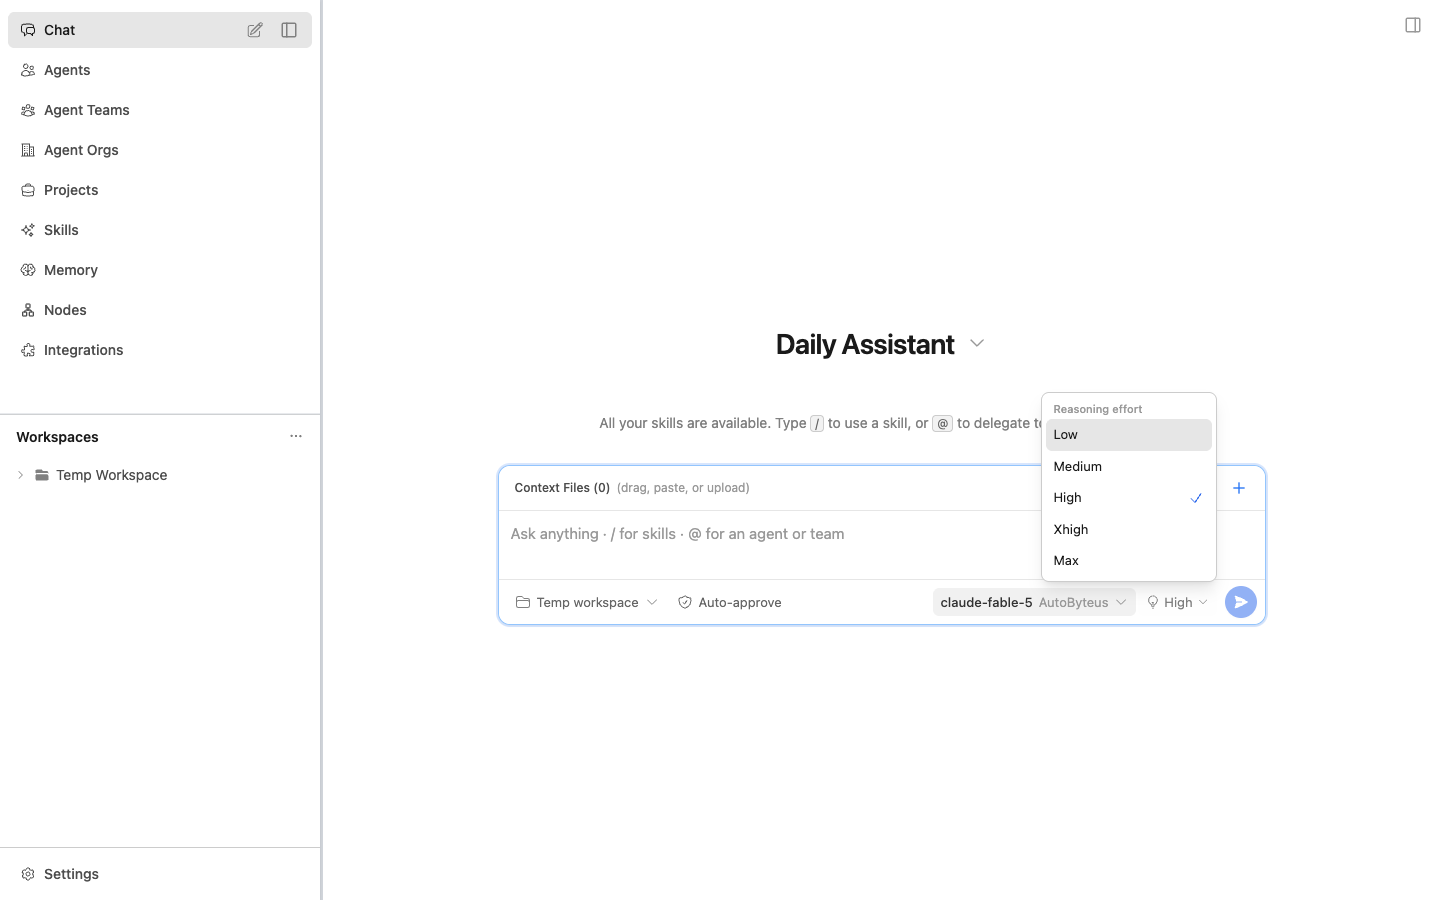 Chat
Agents
Agent Teams
Agent Orgs
Projects
Skills
Memory
Nodes
Integrations
Workspaces
Temp Workspace
Settings
Daily Assistant
All your skills are available. Type / to use a skill, or @ to delegate to
Reasoning effort
Low
Medium
High
Xhigh
Max
Context Files (0) (drag, paste, or upload)
Ask anything · / for skills · @ for an agent or team
Temp workspace Auto-approve claude-fable-5 AutoByteus High